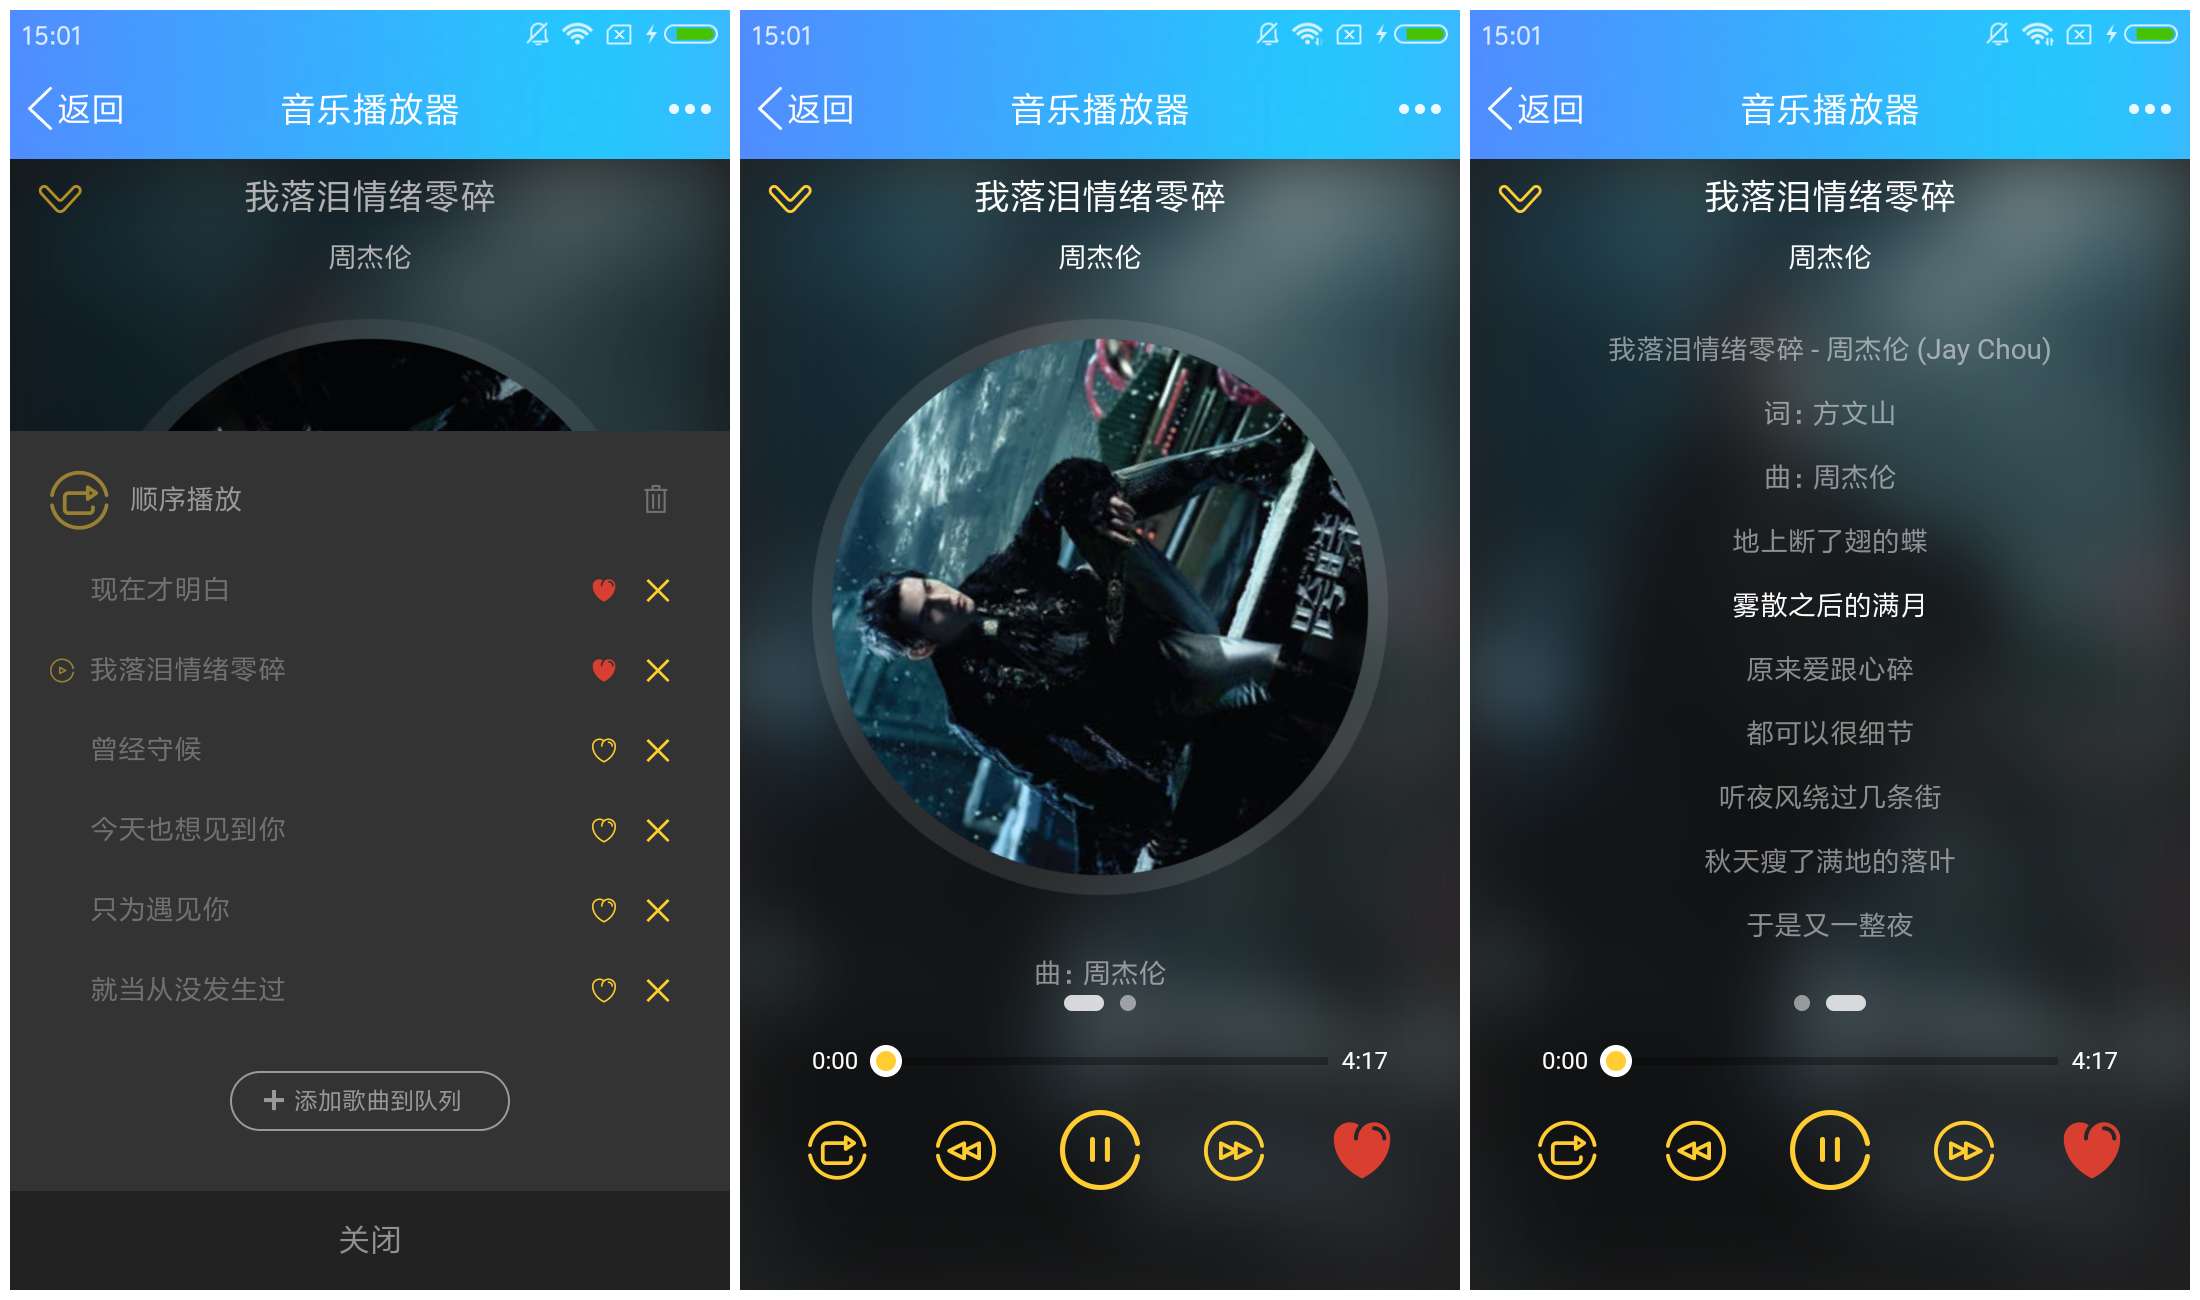 15:01
返回
音乐播放器
我落泪情绪零碎
周杰伦
顺序播放
现在才明白
我落泪情绪零碎
曾经守候
今天也想见到你
只为遇见你
就当从没发生过
添加歌曲到队列
关闭
15:01
返回
音乐播放器
我落泪情绪零碎
周杰伦
曲: 周杰伦
0:00
4:17
15:01
返回
音乐播放器
我落泪情绪零碎
周杰伦
我落泪情绪零碎 - 周杰伦 (Jay Chou)
词: 方文山
曲: 周杰伦
地上断了翅的蝶
雾散之后的满月
原来爱跟心碎
都可以很细节
听夜风绕过几条街
秋天瘦了满地的落叶
于是又一整夜
0:00
4:17